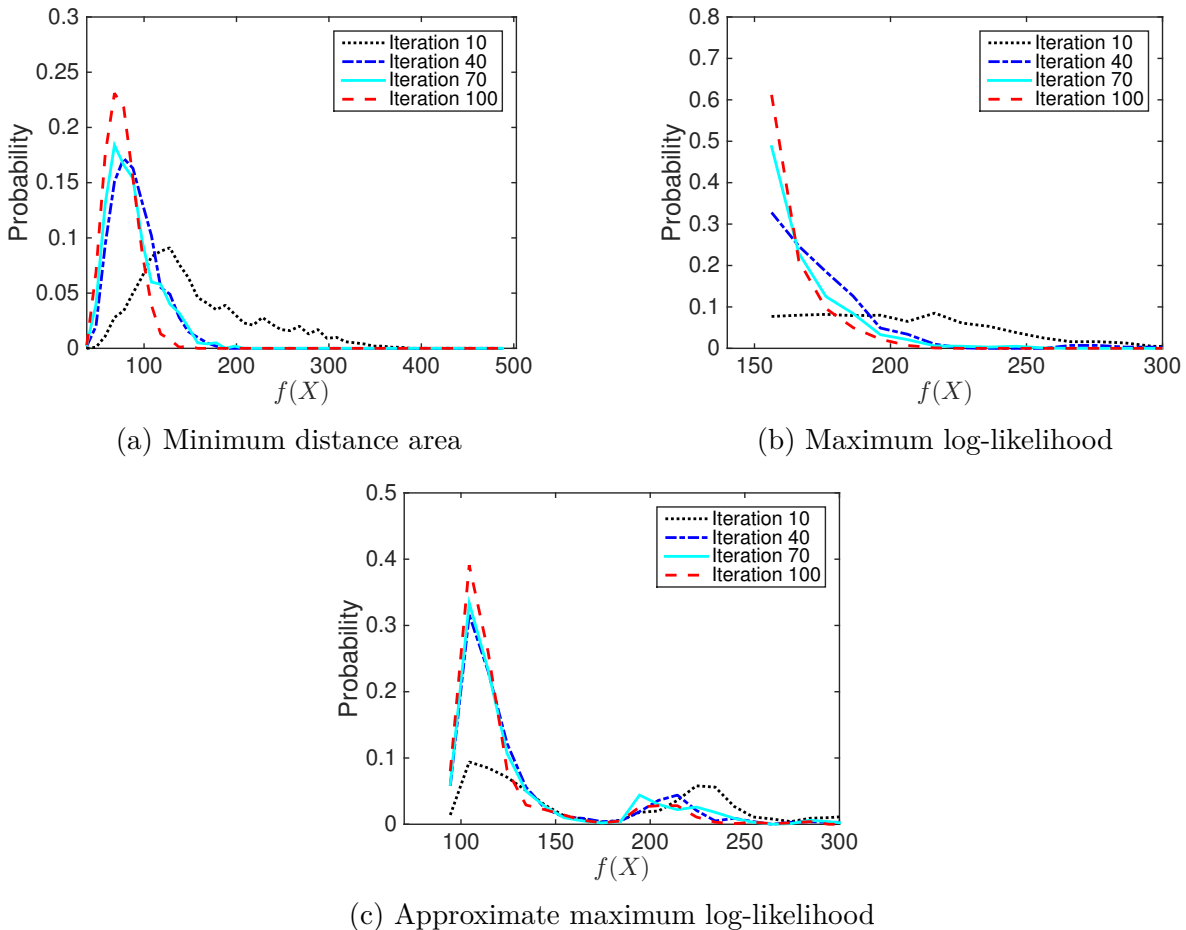 0.3
0.25
0.2
0.15
0.1
0.05
0
Probability
100
200
300
400
500
f(X)
Iteration 10
Iteration 40
Iteration 70
Iteration 100
(a) Minimum distance area
0.8
0.7
0.6
0.5
0.4
0.3
0.2
0.1
0
Probability
150
200
250
300
f(X)
Iteration 10
Iteration 40
Iteration 70
Iteration 100
(b) Maximum log-likelihood
0.5
0.4
0.3
0.2
0.1
0
Probability
100
150
200
250
300
f(X)
Iteration 10
Iteration 40
Iteration 70
Iteration 100
(c) Approximate maximum log-likelihood